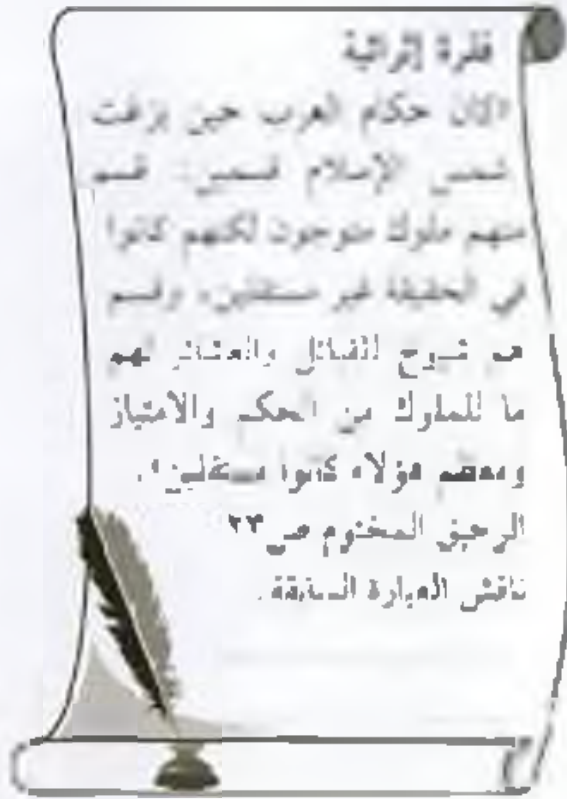 فقرة إثرائية
«كان حكام العرب حين بزغت
شمس الإسلام قسمين: قسم
منهم ملوك متوجون لكنهم كانوا
في الحقيقة غير مستقلين، وقسم
هم شيوخ القبائل والعشائر لهم
ما للملوك من الحكم والامتياز
ومعظم هؤلاء كانوا مستقلين».
الرحيق المختوم ص٢٣
ناقش العبارة السابقة.